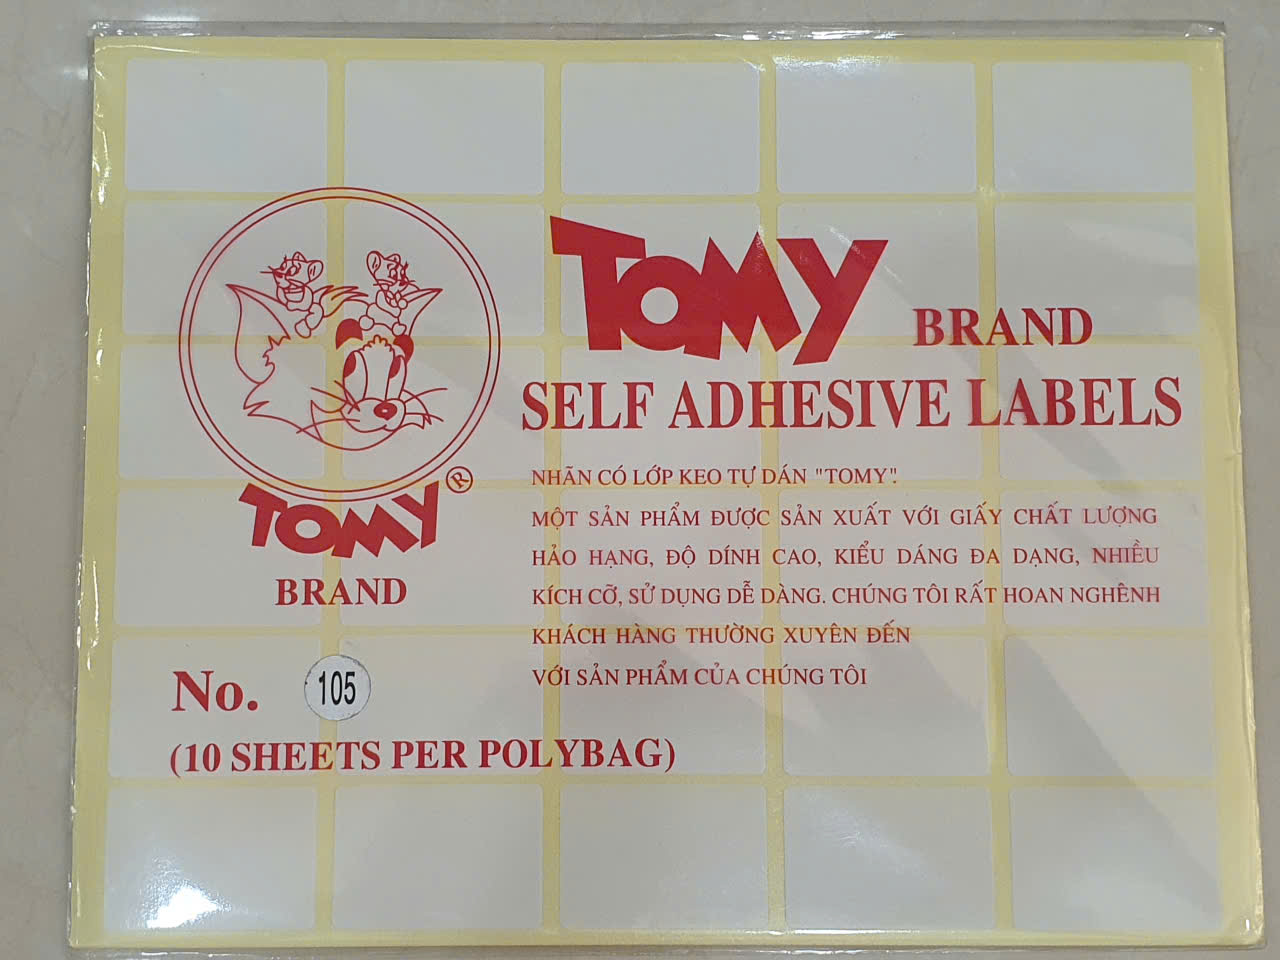 TOMY BRAND
SELF ADHESIVE LABELS
NHÃN CÓ LỚP KEO TỰ DÁN "TOMY".
MỘT SẢN PHẨM ĐƯỢC SẢN XUẤT VỚI GIẤY CHẤT LƯỢNG
HẢO HẠNG, ĐỘ DÍNH CAO, KIỂU DÁNG ĐA DẠNG, NHIỀU
KÍCH CỠ, SỬ DỤNG DỄ DÀNG. CHÚNG TÔI RẤT HOAN NGHÊNH
KHÁCH HÀNG THƯỜNG XUYÊN ĐẾN
VỚI SẢN PHẨM CỦA CHÚNG TÔI
TOMY ®
BRAND
No. 105
(10 SHEETS PER POLYBAG)